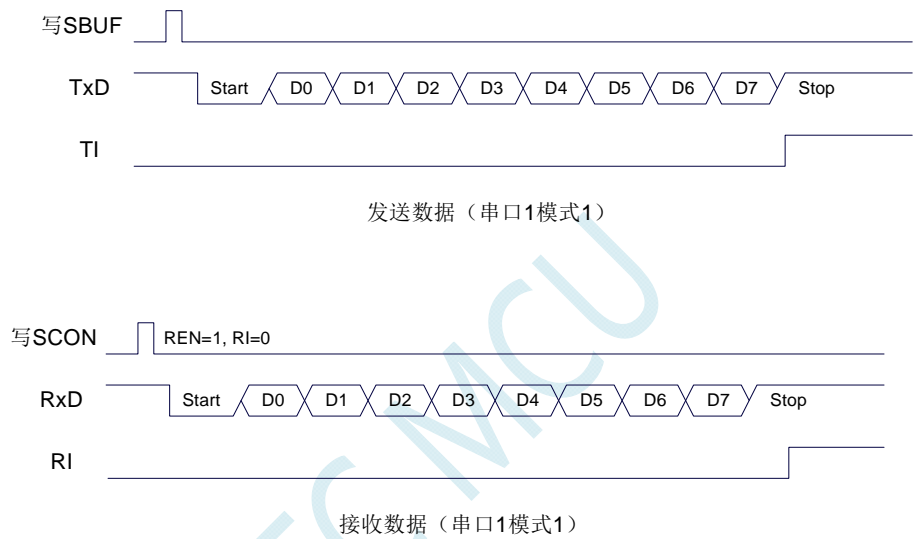 写SBUF
TxD Start D0 D1 D2 D3 D4 D5 D6 D7 Stop
TI
发送数据（串口1模式1）
写SCON REN=1, RI=0
RxD Start D0 D1 D2 D3 D4 D5 D6 D7 Stop
RI
接收数据（串口1模式1）
MCU